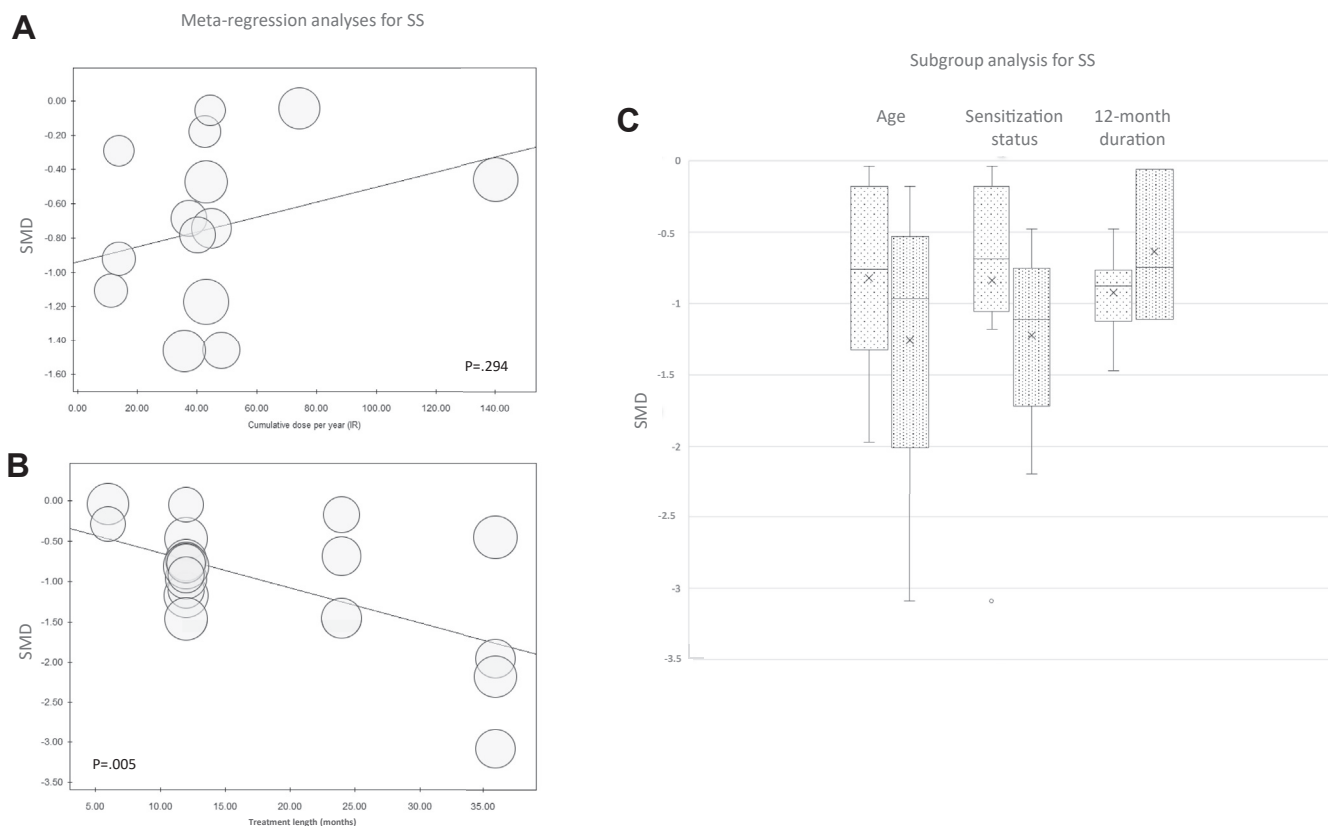 Meta-regression analyses for SS
A
0.00
-0.20
-0.40
-0.60
-0.80
-1.00
-1.20
-1.40
-1.60
SMD
P=.294
0.00 20.00 40.00 60.00 80.00 100.00 120.00 140.00
Cumulative dose per year (IR)
B
0.00
-0.50
-1.00
-1.50
-2.00
-2.50
-3.00
-3.50
SMD
P=.005
5.00 10.00 15.00 20.00 25.00 30.00 35.00
Treatment length (months)
Subgroup analysis for SS
C
Age
Sensitization
status
12-month
duration
0
-0.5
-1
-1.5
-2
-2.5
-3
-3.5
SMD